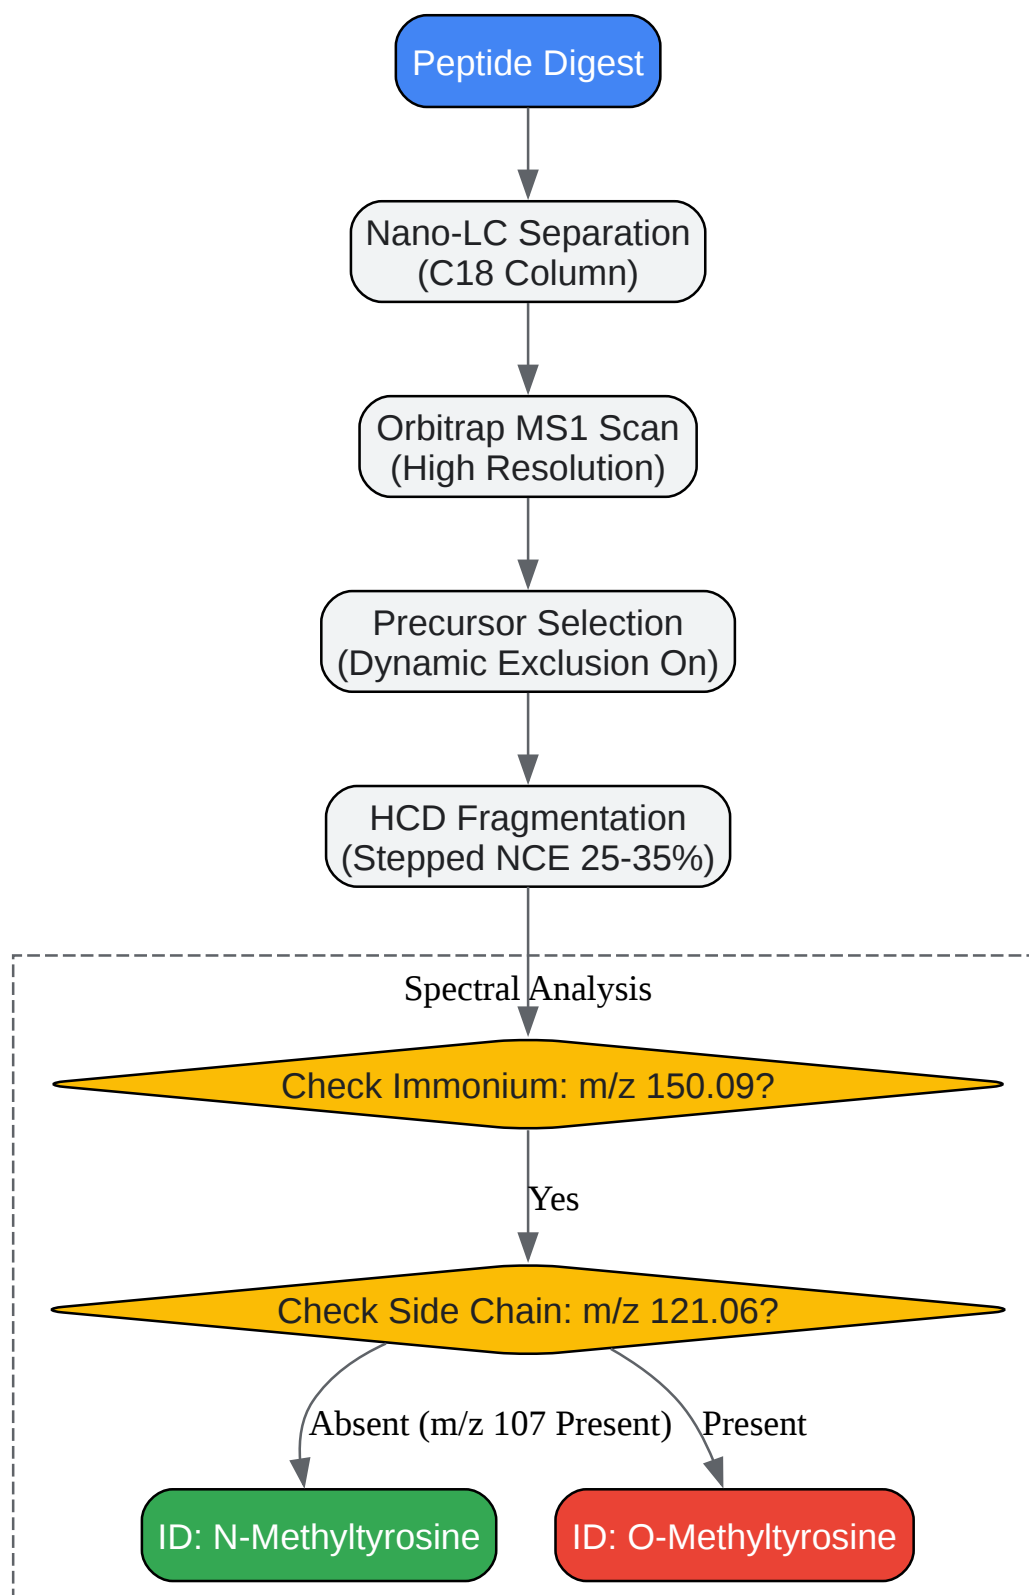 Peptide Digest
Nano-LC Separation
(C18 Column)
Orbitrap MS1 Scan
(High Resolution)
Precursor Selection
(Dynamic Exclusion On)
HCD Fragmentation
(Stepped NCE 25-35%)
Spectral Analysis
Check Immonium: m/z 150.09?
Yes
Check Side Chain: m/z 121.06?
Absent (m/z 107 Present)
Present
ID: N-Methyltyrosine
ID: O-Methyltyrosine